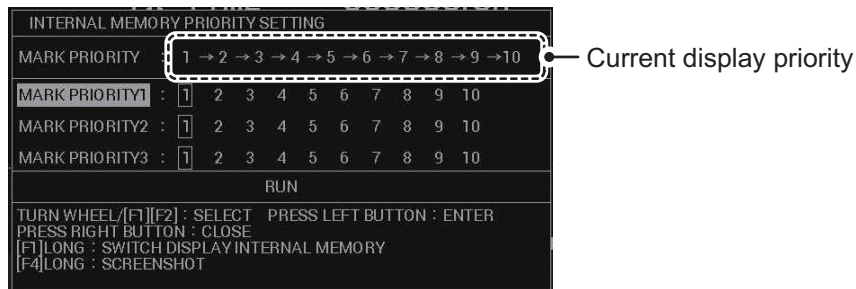 INTERNAL MEMORY PRIORITY SETTING
MARK PRIORITY : 1 →2 →3 →4 →5 →6 →7 →8 →9 →10
Current display priority
MARK PRIORITY1 : 1 2 3 4 5 6 7 8 9 10
MARK PRIORITY2 : 1 2 3 4 5 6 7 8 9 10
MARK PRIORITY3 : 1 2 3 4 5 6 7 8 9 10
RUN
TURN WHEEL/[F1][F2] : SELECT PRESS LEFT BUTTON : ENTER
PRESS RIGHT BUTTON : CLOSE
[F1]LONG : SWITCH DISPLAY INTERNAL MEMORY
[F4]LONG : SCREENSHOT